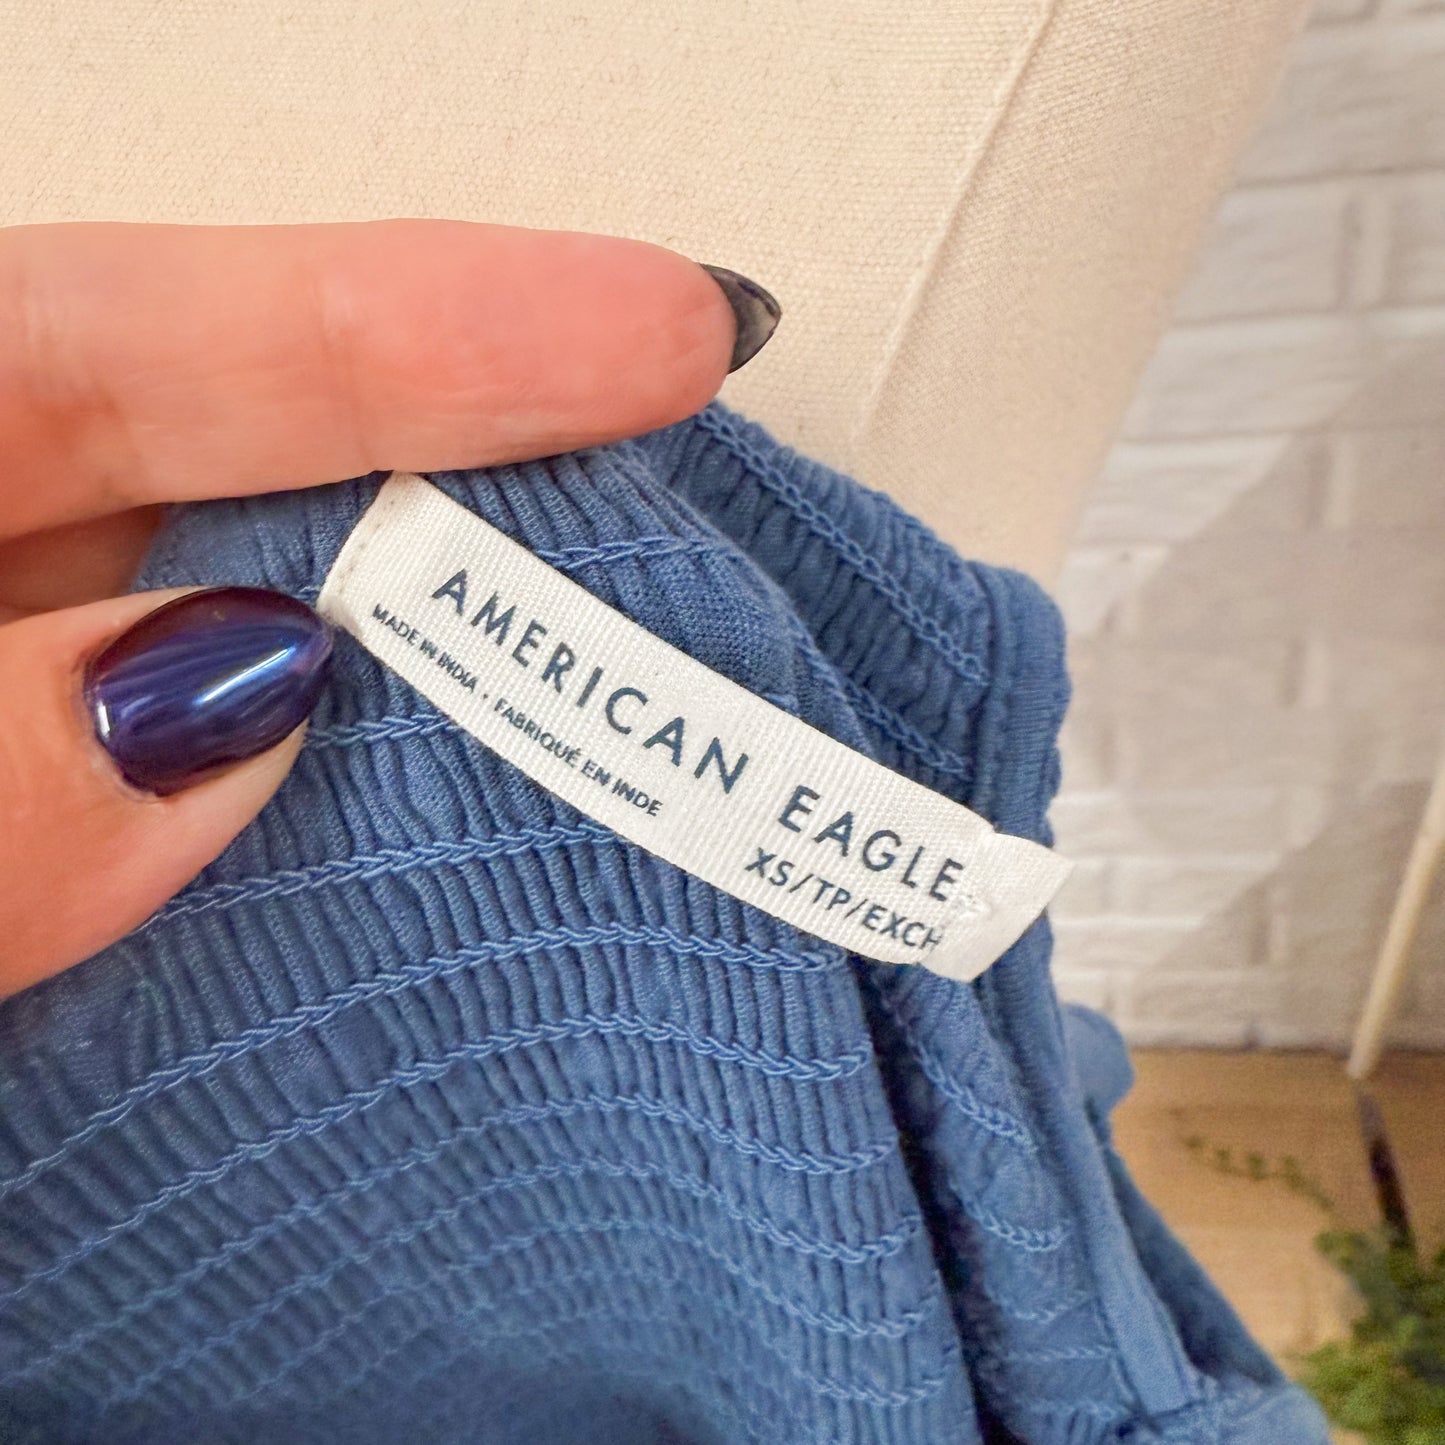 AMERICAN EAGLE
MADE IN INDIA • FABRIQUÉ EN INDE
XS/TP/EXCH